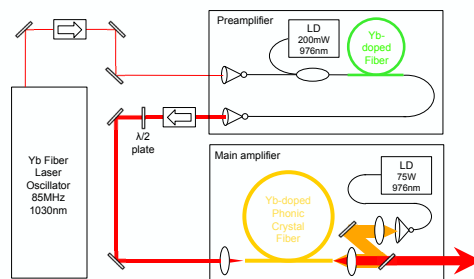 Preamplifier
LD
200mW
976nm
Yb-
doped
Fiber
λ/2
plate
Yb Fiber
Laser
Oscillator
85MHz
1030nm
Main amplifier
LD
75W
976nm
Yb-doped
Phonic
Crystal
Fiber